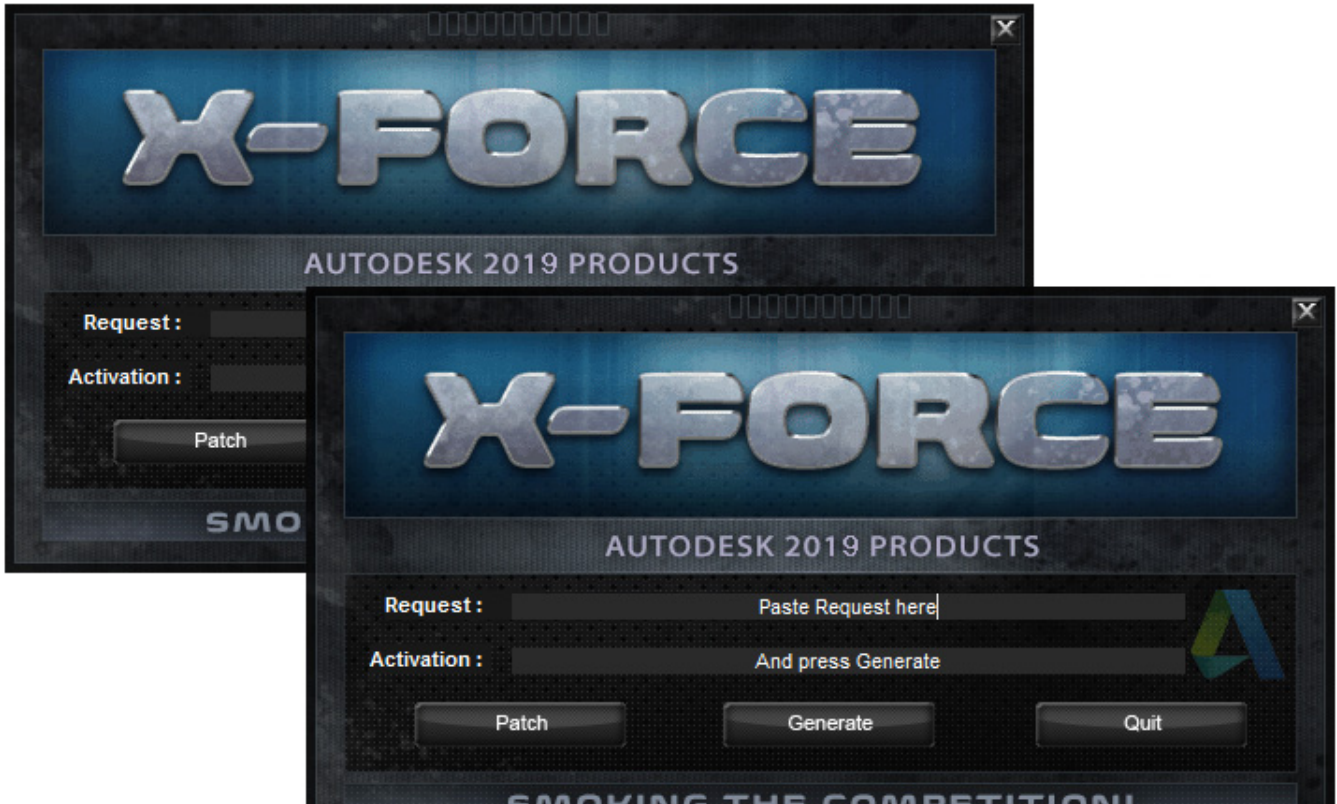 X-FORCE
AUTODESK 2019 PRODUCTS
Request :
Activation :
Patch
SMO
X-FORCE
AUTODESK 2019 PRODUCTS
Request : Paste Request here
Activation : And press Generate
Patch Generate Quit
SMOKING THE COMPETITION!